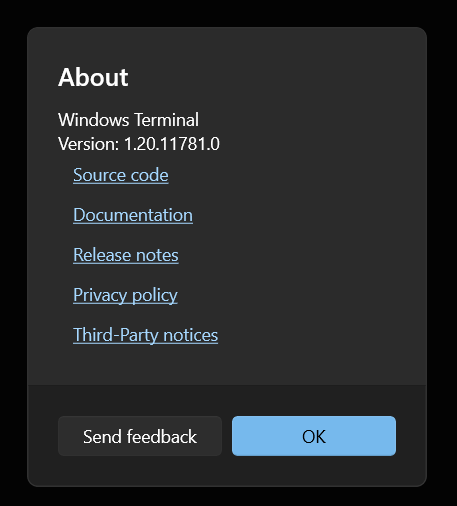 About
Windows Terminal
Version: 1.20.11781.0
Source code
Documentation
Release notes
Privacy policy
Third-Party notices
Send feedback
OK